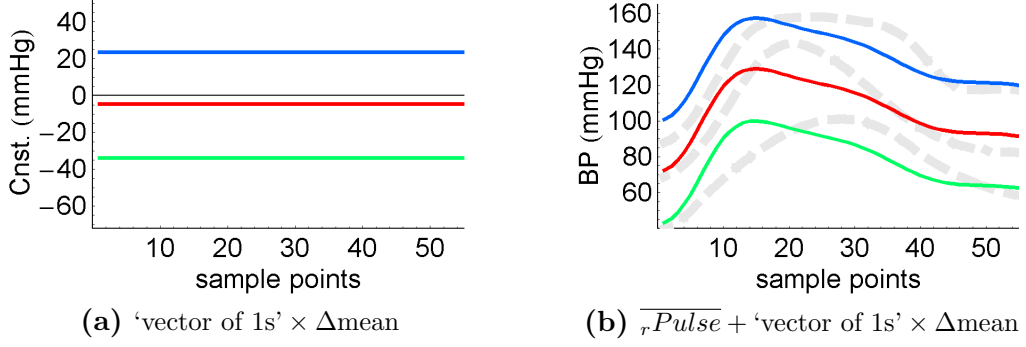 Cnst. (mmHg)
40
20
0
−20
−40
−60
10 20 30 40 50
sample points
(a) ‘vector of 1s’ × Δmean
BP (mmHg)
160
140
120
100
80
60
10 20 30 40 50
sample points
(b) $\overline{_rPulse}$ + ‘vector of 1s’ × Δmean